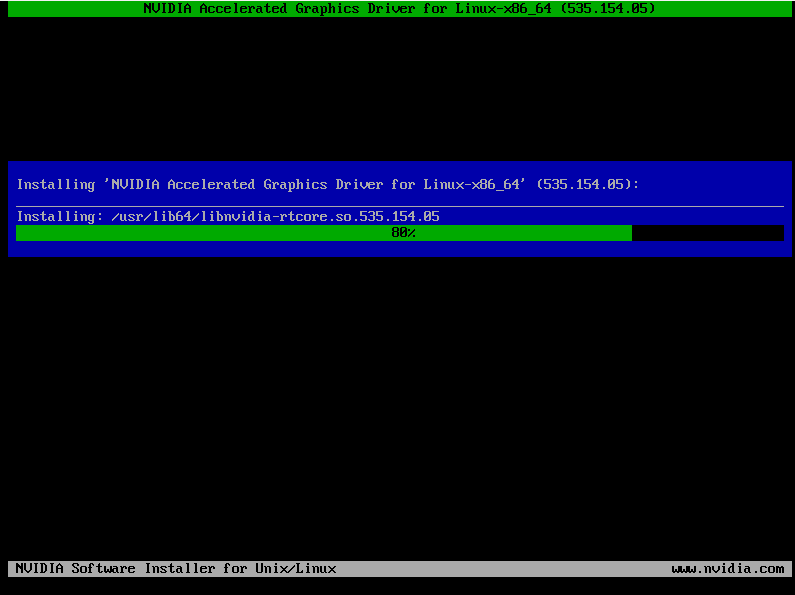 NVIDIA Accelerated Graphics Driver for Linux-x86_64 (535.154.05)
Installing 'NVIDIA Accelerated Graphics Driver for Linux-x86_64' (535.154.05):
Installing: /usr/lib64/libnvidia-rtcore.so.535.154.05
80%
NVIDIA Software Installer for Unix/Linux www.nvidia.com